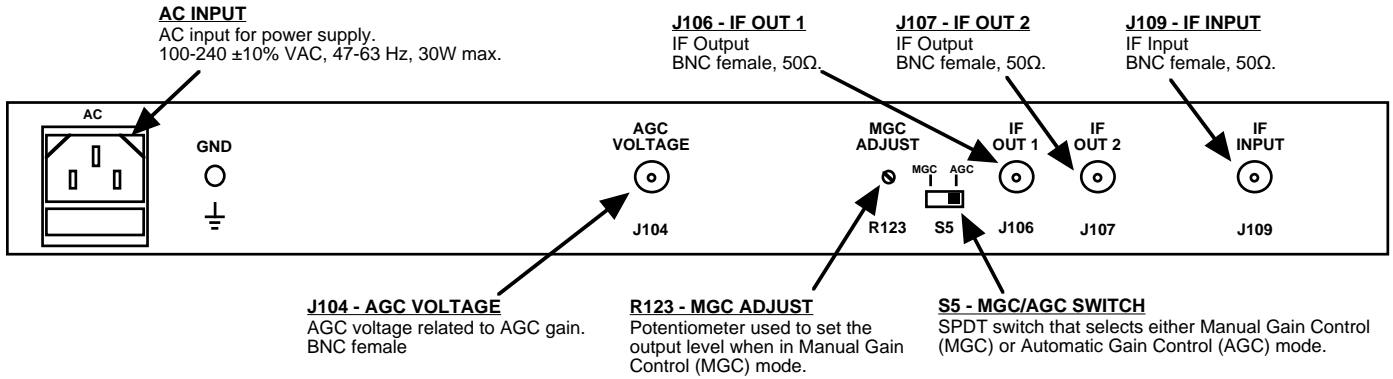 AC INPUT
AC input for power supply.
100-240 ±10% VAC, 47-63 Hz, 30W max.
J106 - IF OUT 1
IF Output
BNC female, 50Ω.
J107 - IF OUT 2
IF Output
BNC female, 50Ω.
J109 - IF INPUT
IF Input
BNC female, 50Ω.
AC
GND
AGC
VOLTAGE
J104
MGC
ADJUST
R123
MGC AGC
S5
IF
OUT 1
J106
IF
OUT 2
J107
IF
INPUT
J109
J104 - AGC VOLTAGE
AGC voltage related to AGC gain.
BNC female
R123 - MGC ADJUST
Potentiometer used to set the
output level when in Manual Gain
Control (MGC) mode.
S5 - MGC/AGC SWITCH
SPDT switch that selects either Manual Gain Control
(MGC) or Automatic Gain Control (AGC) mode.